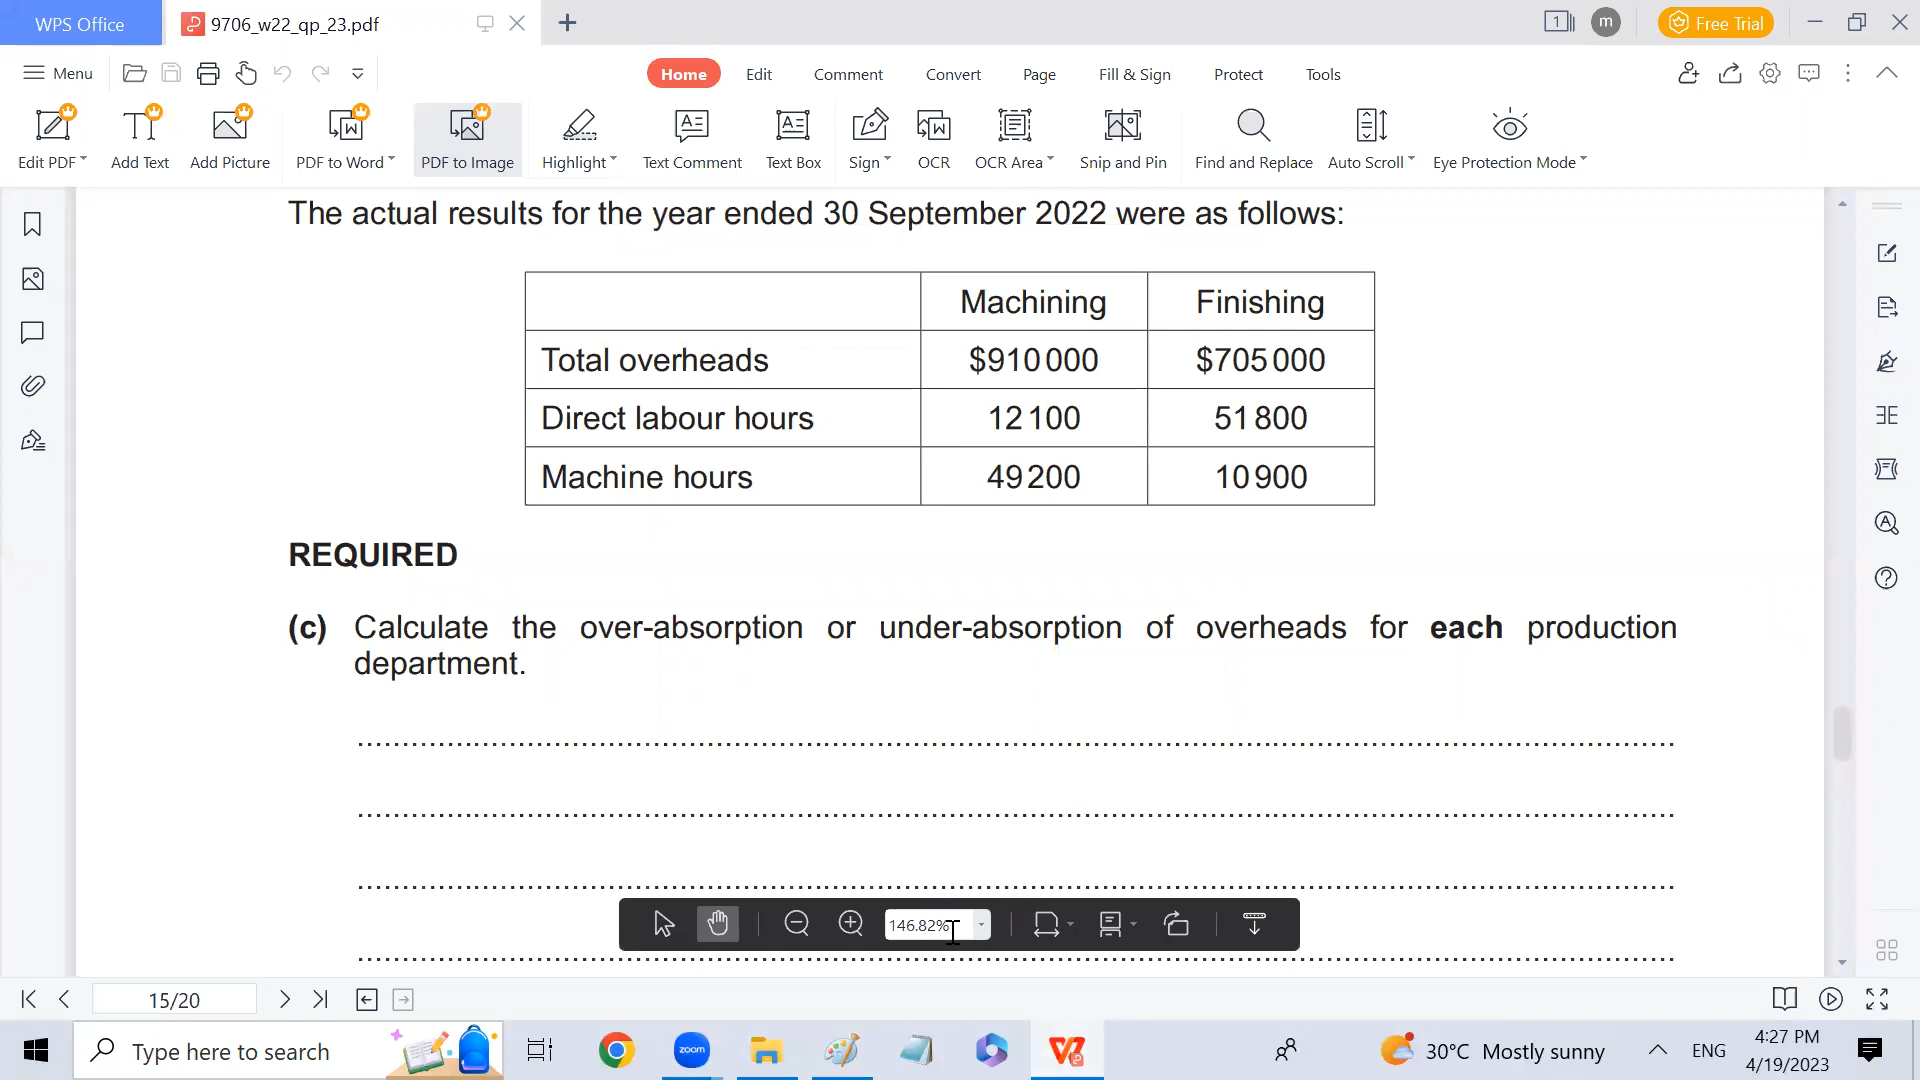 WPS Office
9706_w22_qp_23.pdf
1
m
Free Trial
Menu
Home
Edit
Comment
Convert
Page
Fill & Sign
Protect
Tools
Edit PDF
Add Text
Add Picture
PDF to Word
PDF to Image
Highlight
Text Comment
Text Box
Sign
OCR
OCR Area
Snip and Pin
Find and Replace
Auto Scroll
Eye Protection Mode
The actual results for the year ended 30 September 2022 were as follows:
Machining Finishing
Total overheads $910 000 $705 000
Direct labour hours 12 100 51 800
Machine hours 49 200 10 900
REQUIRED
(c) Calculate the over-absorption or under-absorption of overheads for each production
department.
146.82%
15/20
Type here to search
zoom
30°C Mostly sunny
ENG
4:27 PM
4/19/2023